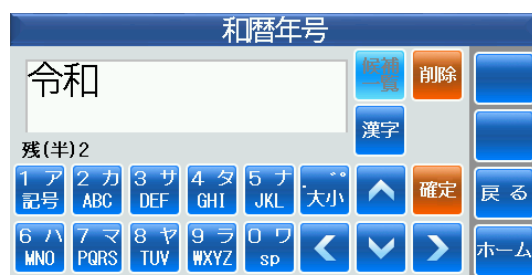 和暦年号
令和
候補
一覧
削除
漢字
残(半)2
1 ア
記号
2 カ
ABC
3 サ
DEF
4 タ
GHI
5 ナ
JKL
゛゜
大小
確定
戻る
6 ハ
MNO
7 マ
PQRS
8 ヤ
TUV
9 ラ
WXYZ
0 ワ
sp
ホーム